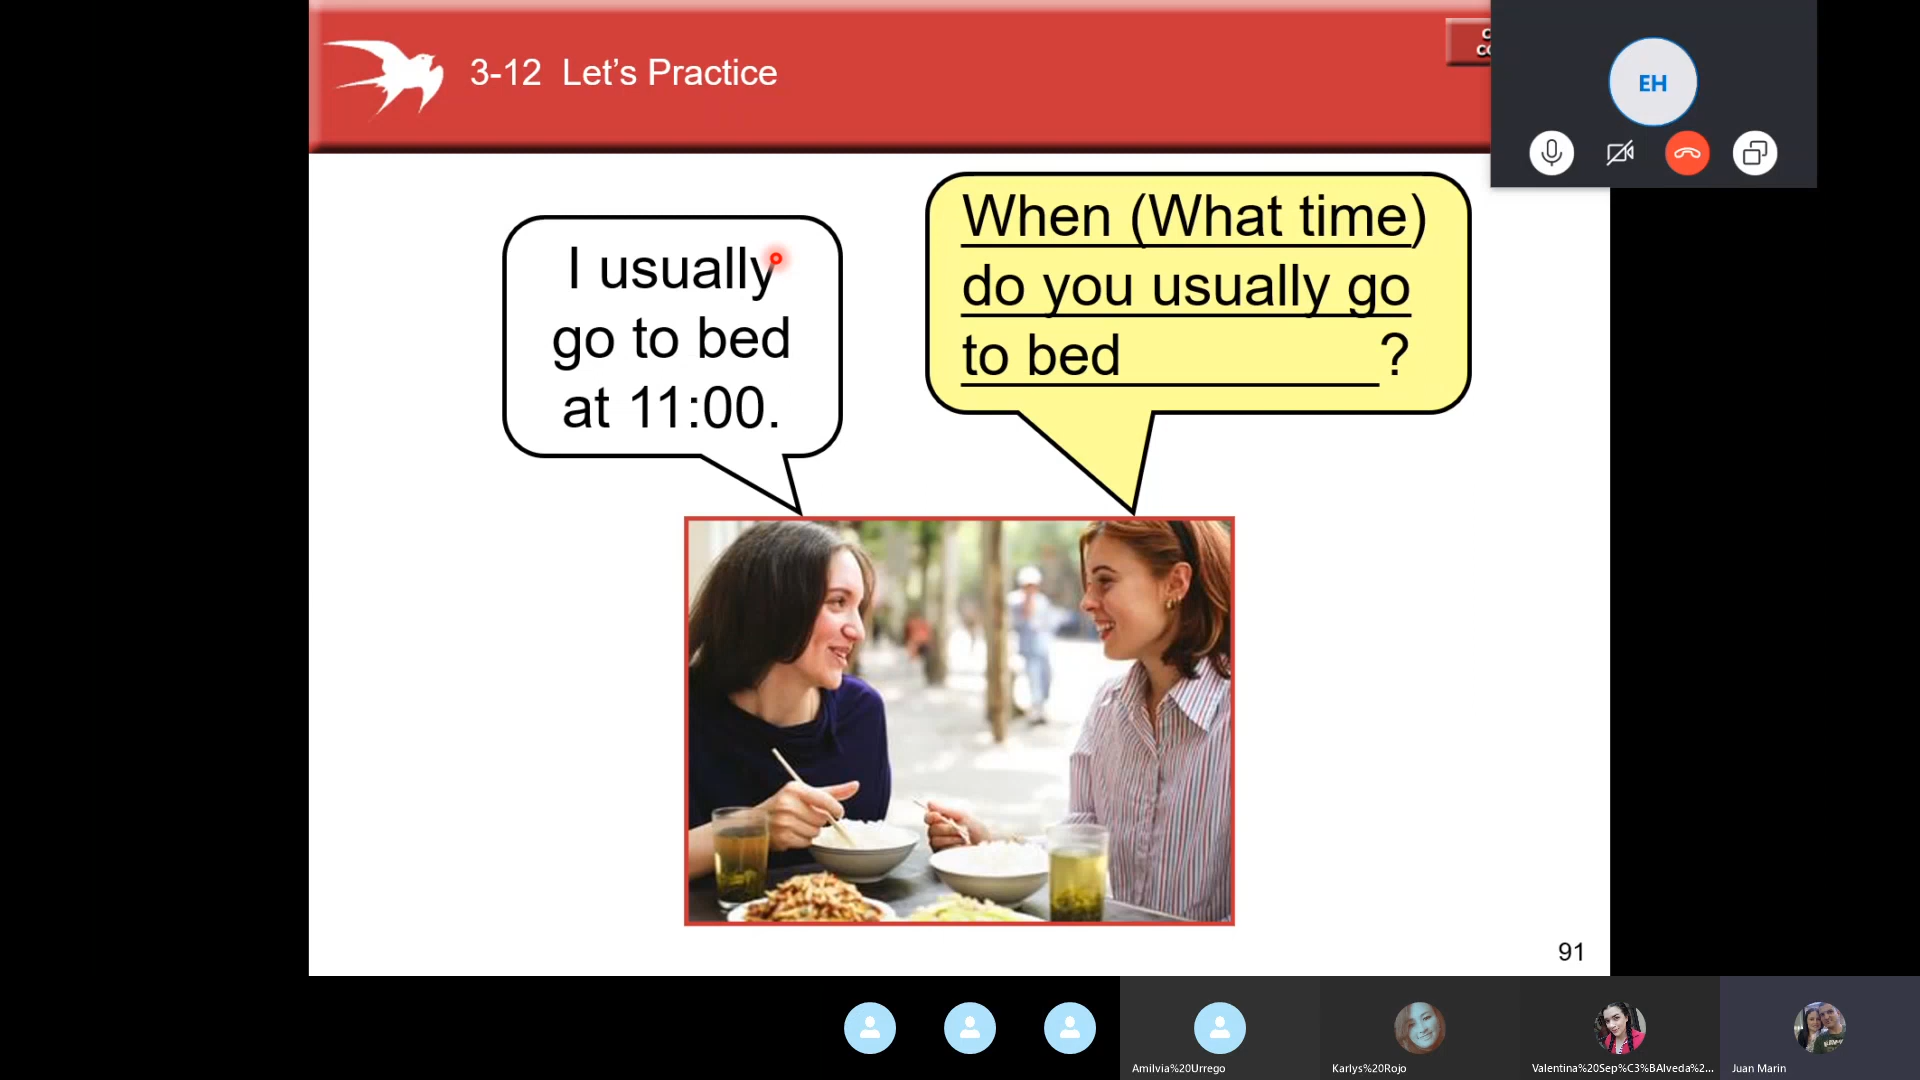 3-12 Let's Practice
EH
I usually
go to bed
at 11:00.
When (What time)
do you usually go
to bed ?
91
Amilvia%20Urrego
Karlys%20Rojo
Valentina%20Sep%C3%BAlveda%2...
Juan Marin